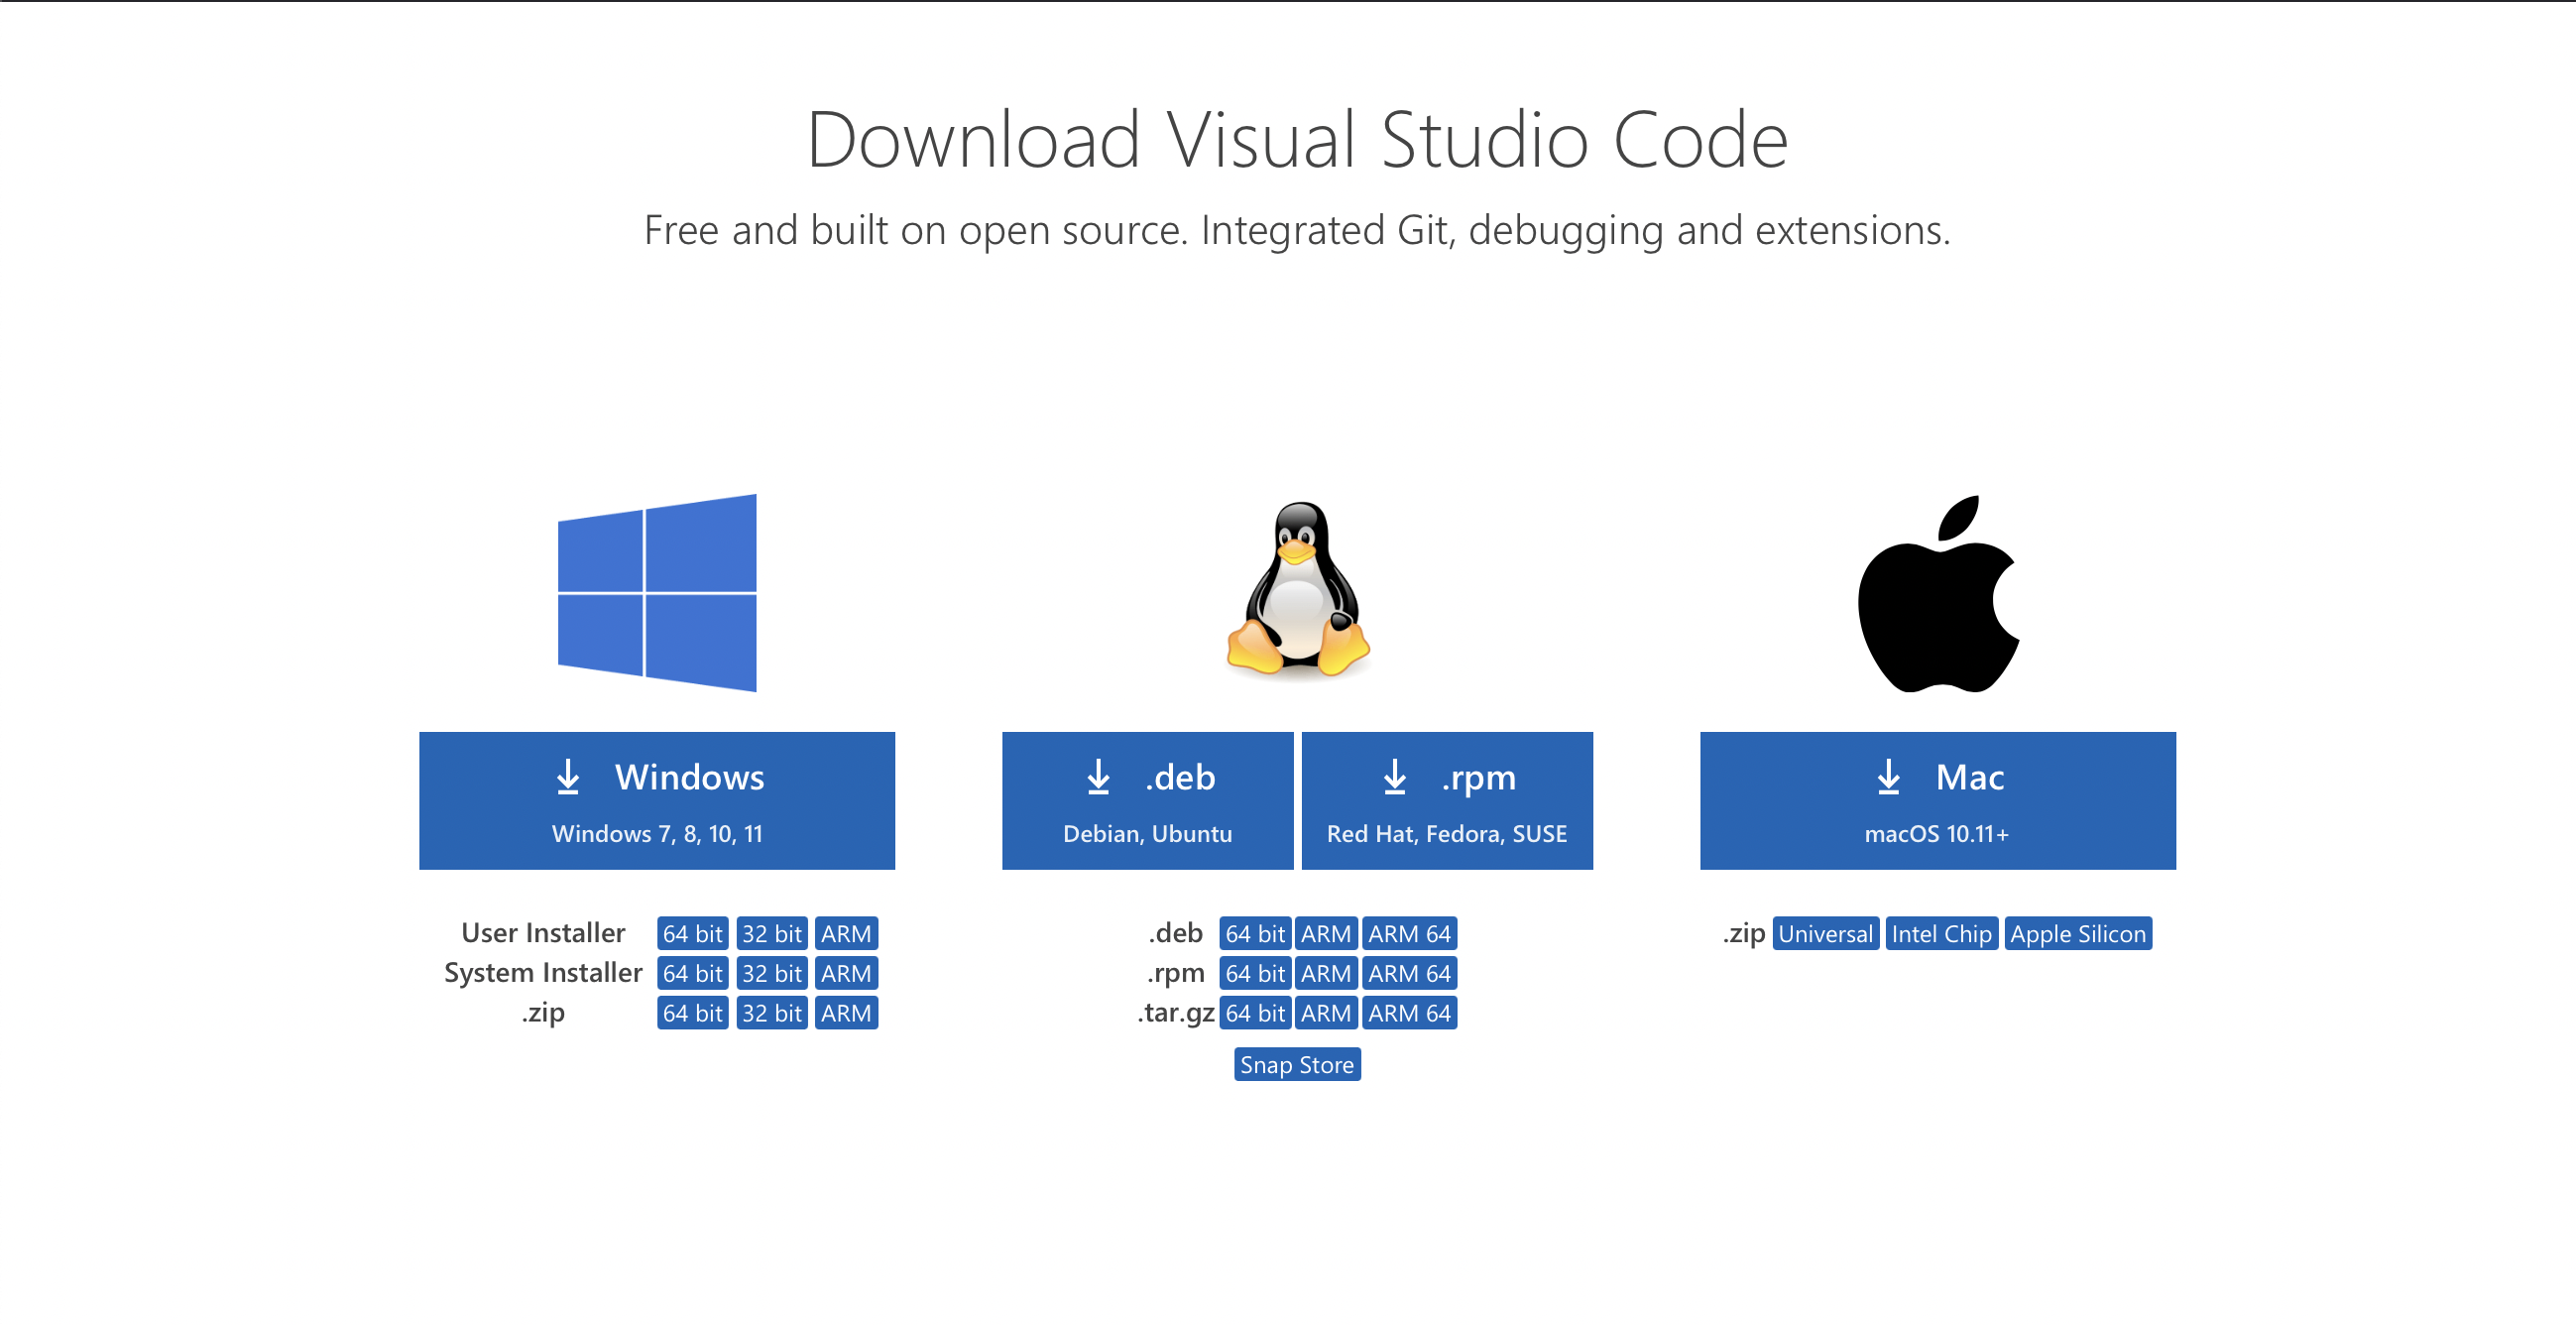 Download Visual Studio Code
Free and built on open source. Integrated Git, debugging and extensions.
Windows
Windows 7, 8, 10, 11
User Installer 64 bit 32 bit ARM
System Installer 64 bit 32 bit ARM
.zip 64 bit 32 bit ARM
.deb
Debian, Ubuntu
.rpm
Red Hat, Fedora, SUSE
.deb 64 bit ARM ARM 64
.rpm 64 bit ARM ARM 64
.tar.gz 64 bit ARM ARM 64
Snap Store
Mac
macOS 10.11+
.zip Universal Intel Chip Apple Silicon